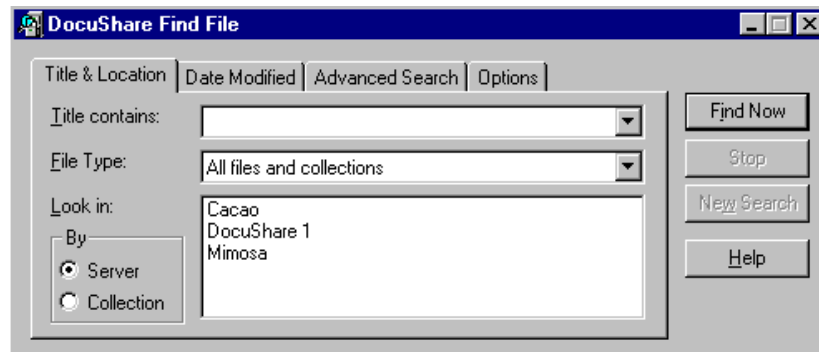 DocuShare Find File
Title & Location Date Modified Advanced Search Options
Title contains:
Find Now
File Type: All files and collections
Stop
Look in:
Cacao
DocuShare 1
Mimosa
New Search
By
Server
Collection
Help